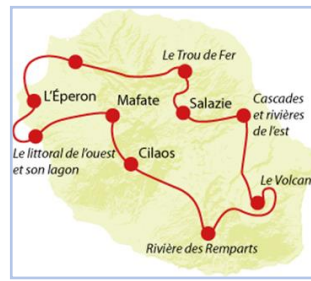 Le Trou de Fer
L'Éperon
Mafate
Salazie
Cascades
et rivières
de l'est
Le littoral de l'ouest
et son lagon
Cilaos
Le Volcan
Rivière des Remparts